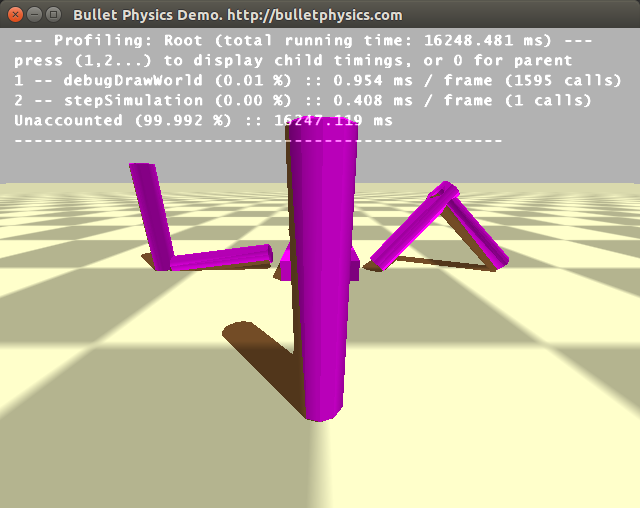 Bullet Physics Demo. http://bulletphysics.com
--- Profiling: Root (total running time: 16248.481 ms) ---
press (1,2...) to display child timings, or 0 for parent
1 -- debugDrawWorld (0.01 %) :: 0.954 ms / frame (1595 calls)
2 -- stepSimulation (0.00 %) :: 0.408 ms / frame (1 calls)
Unaccounted (99.992 %) :: 16247.119 ms
-------------------------------------------------